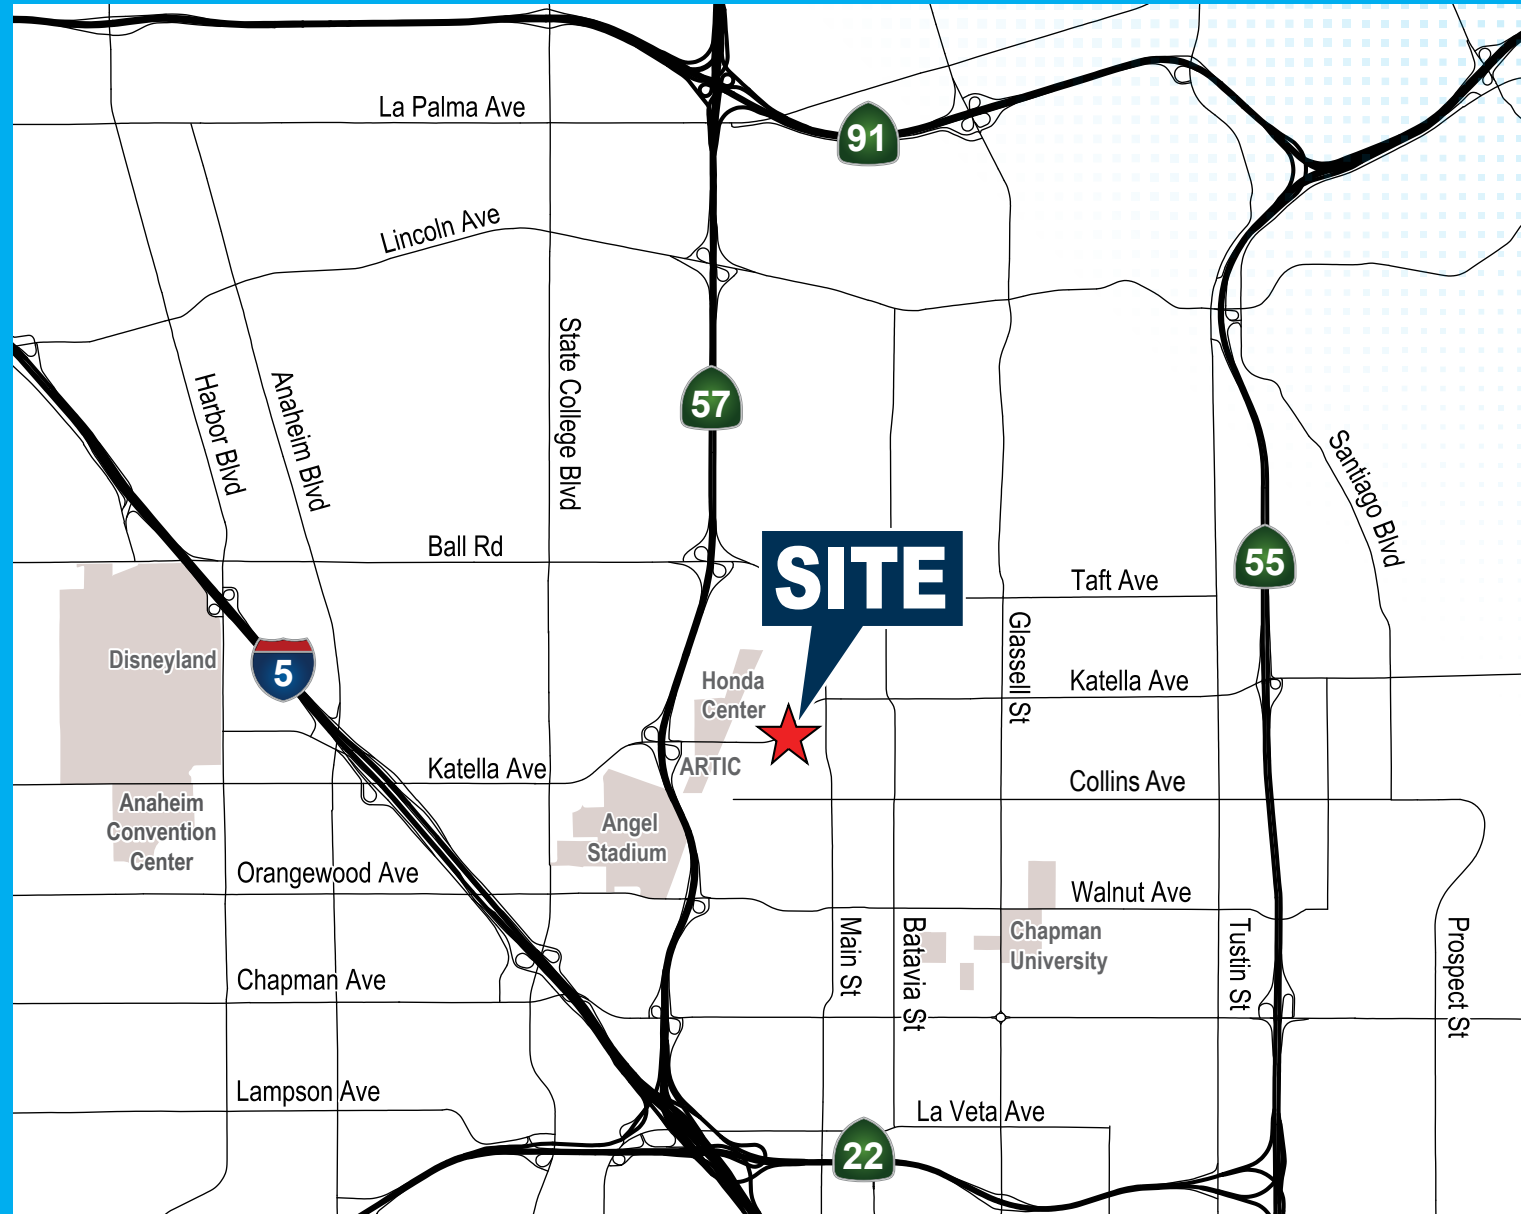 La Palma Ave
91
Lincoln Ave
State College Blvd
Harbor Blvd
Anaheim Blvd
57
Santiago Blvd
Ball Rd
SITE
55
Taft Ave
Glassell St
Disneyland
5
Honda
Center
Katella Ave
Katella Ave
ARTIC
Collins Ave
Anaheim
Convention
Center
Angel
Stadium
Orangewood Ave
Walnut Ave
Main St
Batavia St
Chapman
University
Tustin St
Prospect St
Chapman Ave
Lampson Ave
La Veta Ave
22